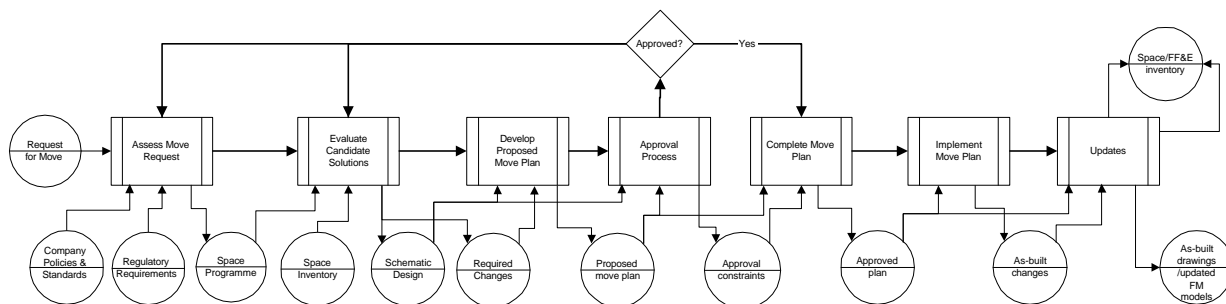 Approved?
Yes
Space/FF&E
inventory
Request
for Move
Assess Move
Request
Evaluate
Candidate
Solutions
Develop
Proposed
Move Plan
Approval
Process
Complete Move
Plan
Implement
Move Plan
Updates
Company
Policies &
Standards
Regulatory
Requirements
Space
Programme
Space
Inventory
Schematic
Design
Required
Changes
Proposed
move plan
Approval
constraints
Approved
plan
As-built
changes
As-built
drawings
/updated
FM
models